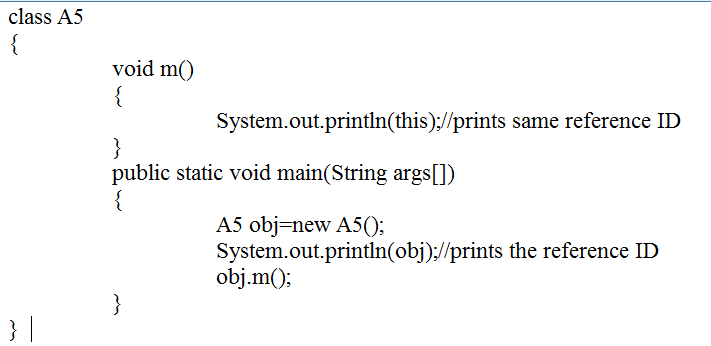 class A5
{
void m()
{
System.out.println(this);//prints same reference ID
}
public static void main(String args[])
{
A5 obj=new A5();
System.out.println(obj);//prints the reference ID
obj.m();
}
}